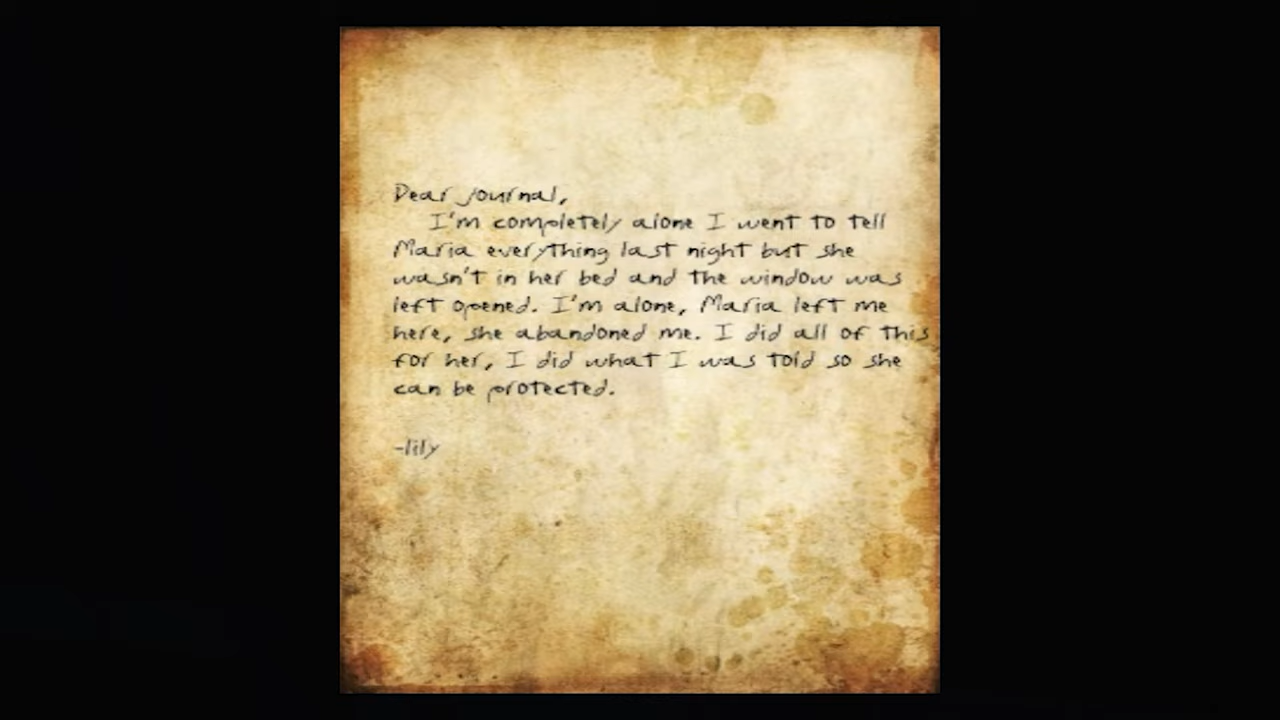 Dear Journal,
I'm completely alone I went to tell
Maria everything last night but she
wasn't in her bed and the window was
left opened. I'm alone, Maria left me
here, she abandoned me. I did all of this
for her, I did what I was told so she
can be protected.
-lily